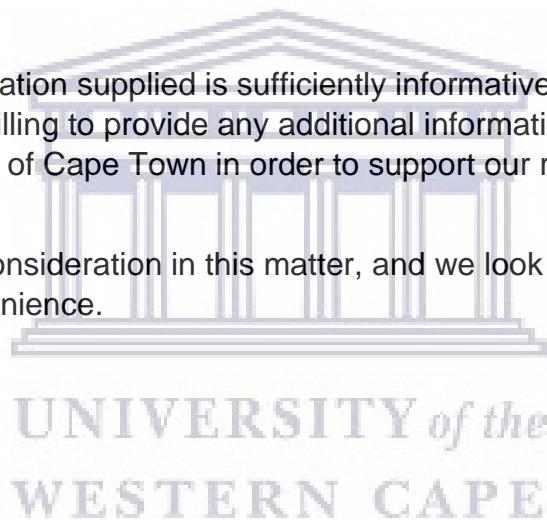 ation supplied is sufficiently informative
illing to provide any additional informati
of Cape Town in order to support our r
onsideration in this matter, and we look
nience.
UNIVERSITY of the
WESTERN CAPE